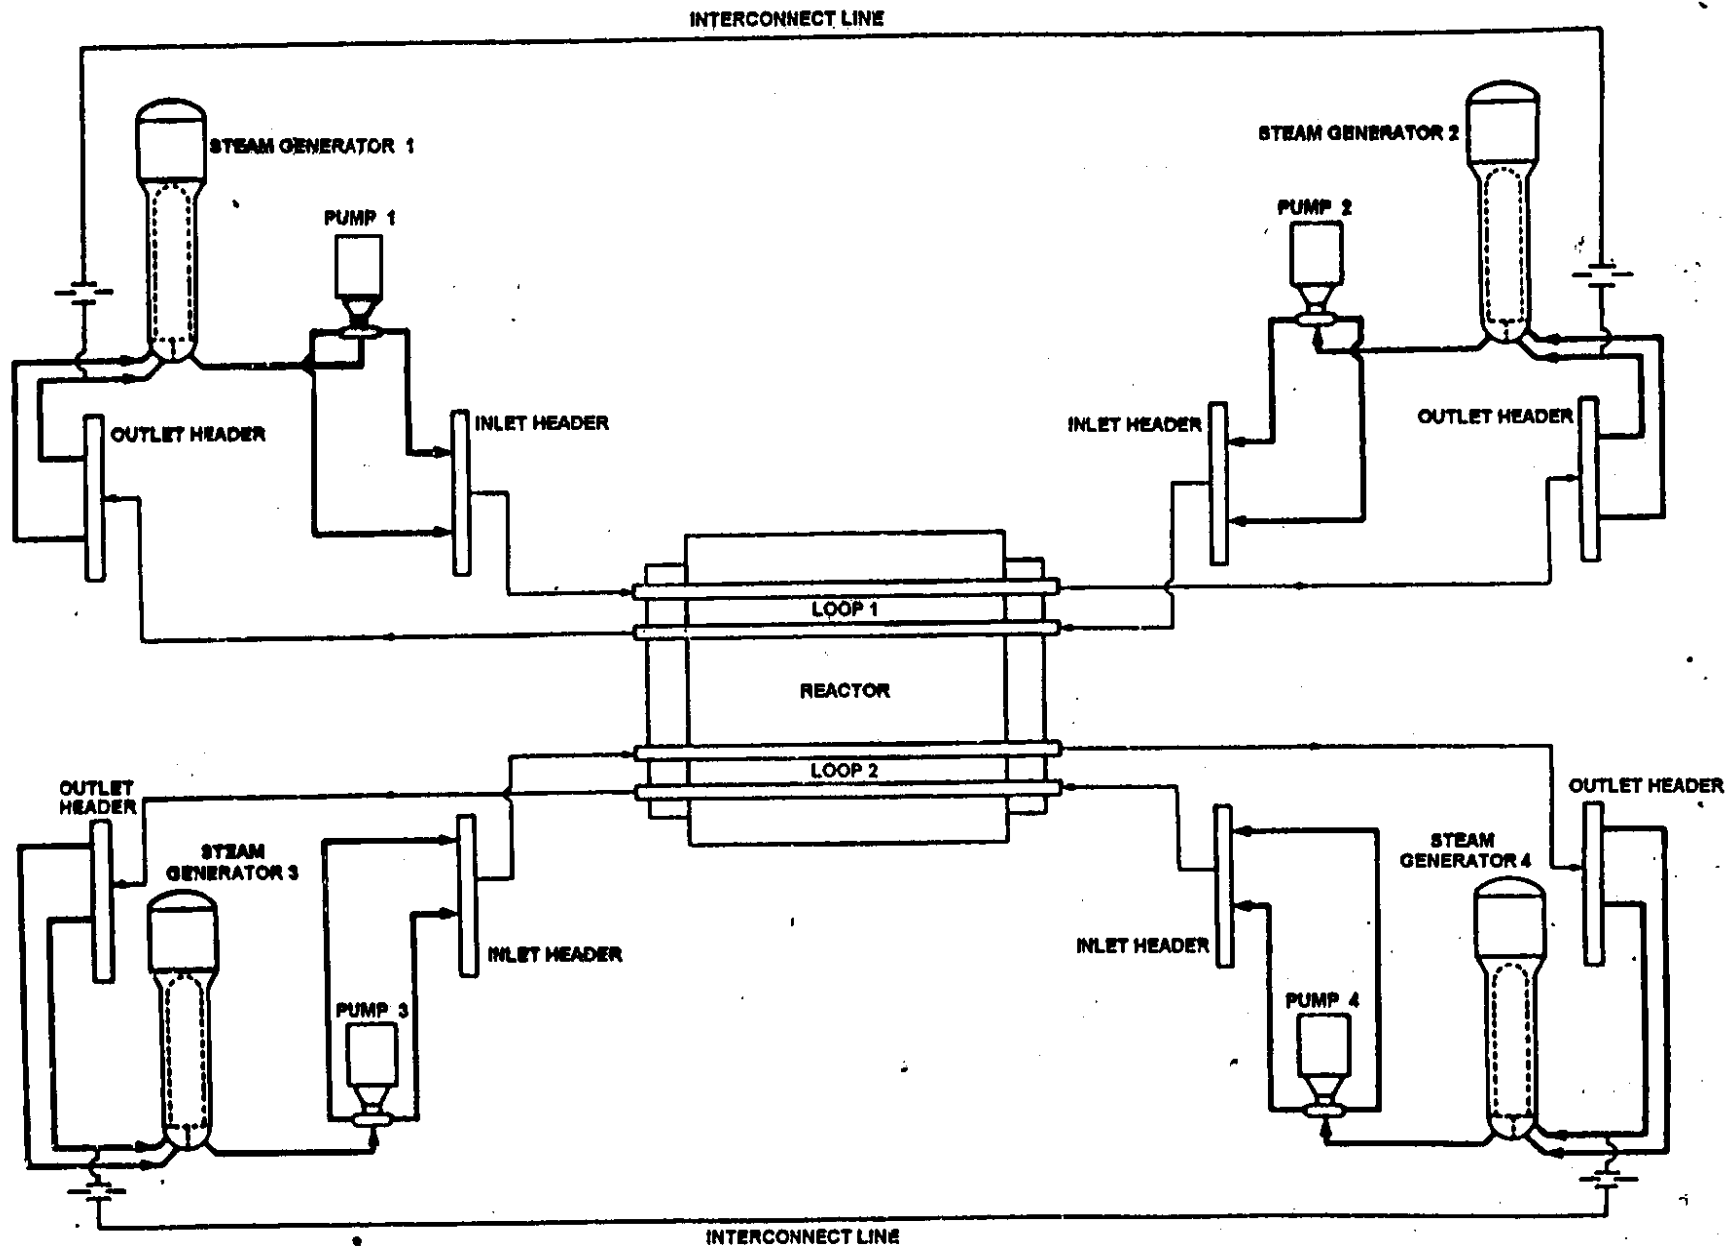 INTERCONNECT LINE
STEAM GENERATOR 1
STEAM GENERATOR 2
PUMP 1
PUMP 2
OUTLET HEADER
INLET HEADER
INLET HEADER
OUTLET HEADER
LOOP 1
REACTOR
LOOP 2
OUTLET
HEADER
OUTLET HEADER
STEAM
GENERATOR 3
STEAM
GENERATOR 4
INLET HEADER
INLET HEADER
PUMP 3
PUMP 4
INTERCONNECT LINE